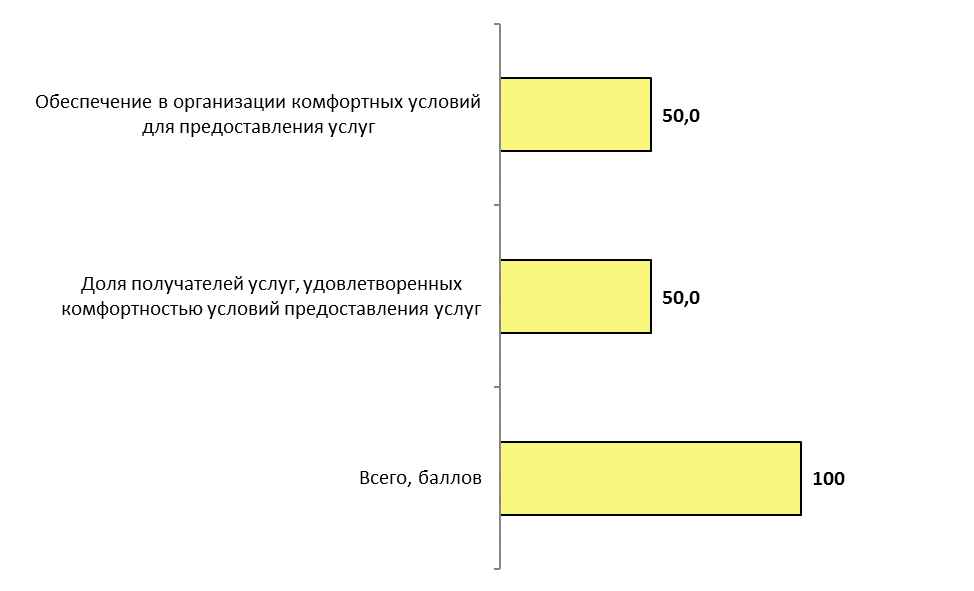 Обеспечение в организации комфортных условий
для предоставления услуг
50,0
Доля получателей услуг, удовлетворенных
комфортностью условий предоставления услуг
50,0
Всего, баллов
100